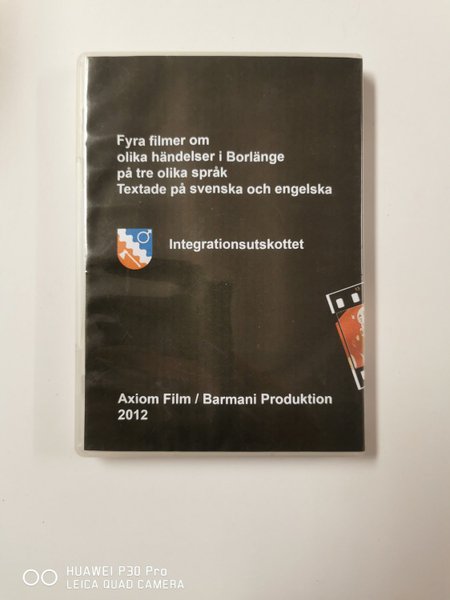 Fyra filmer om
olika händelser i Borlänge
på tre olika språk
Textade på svenska och engelska
Integrationsutskottet
Axiom Film / Barmani Produktion
2012
HUAWEI P30 Pro
LEICA QUAD CAMERA